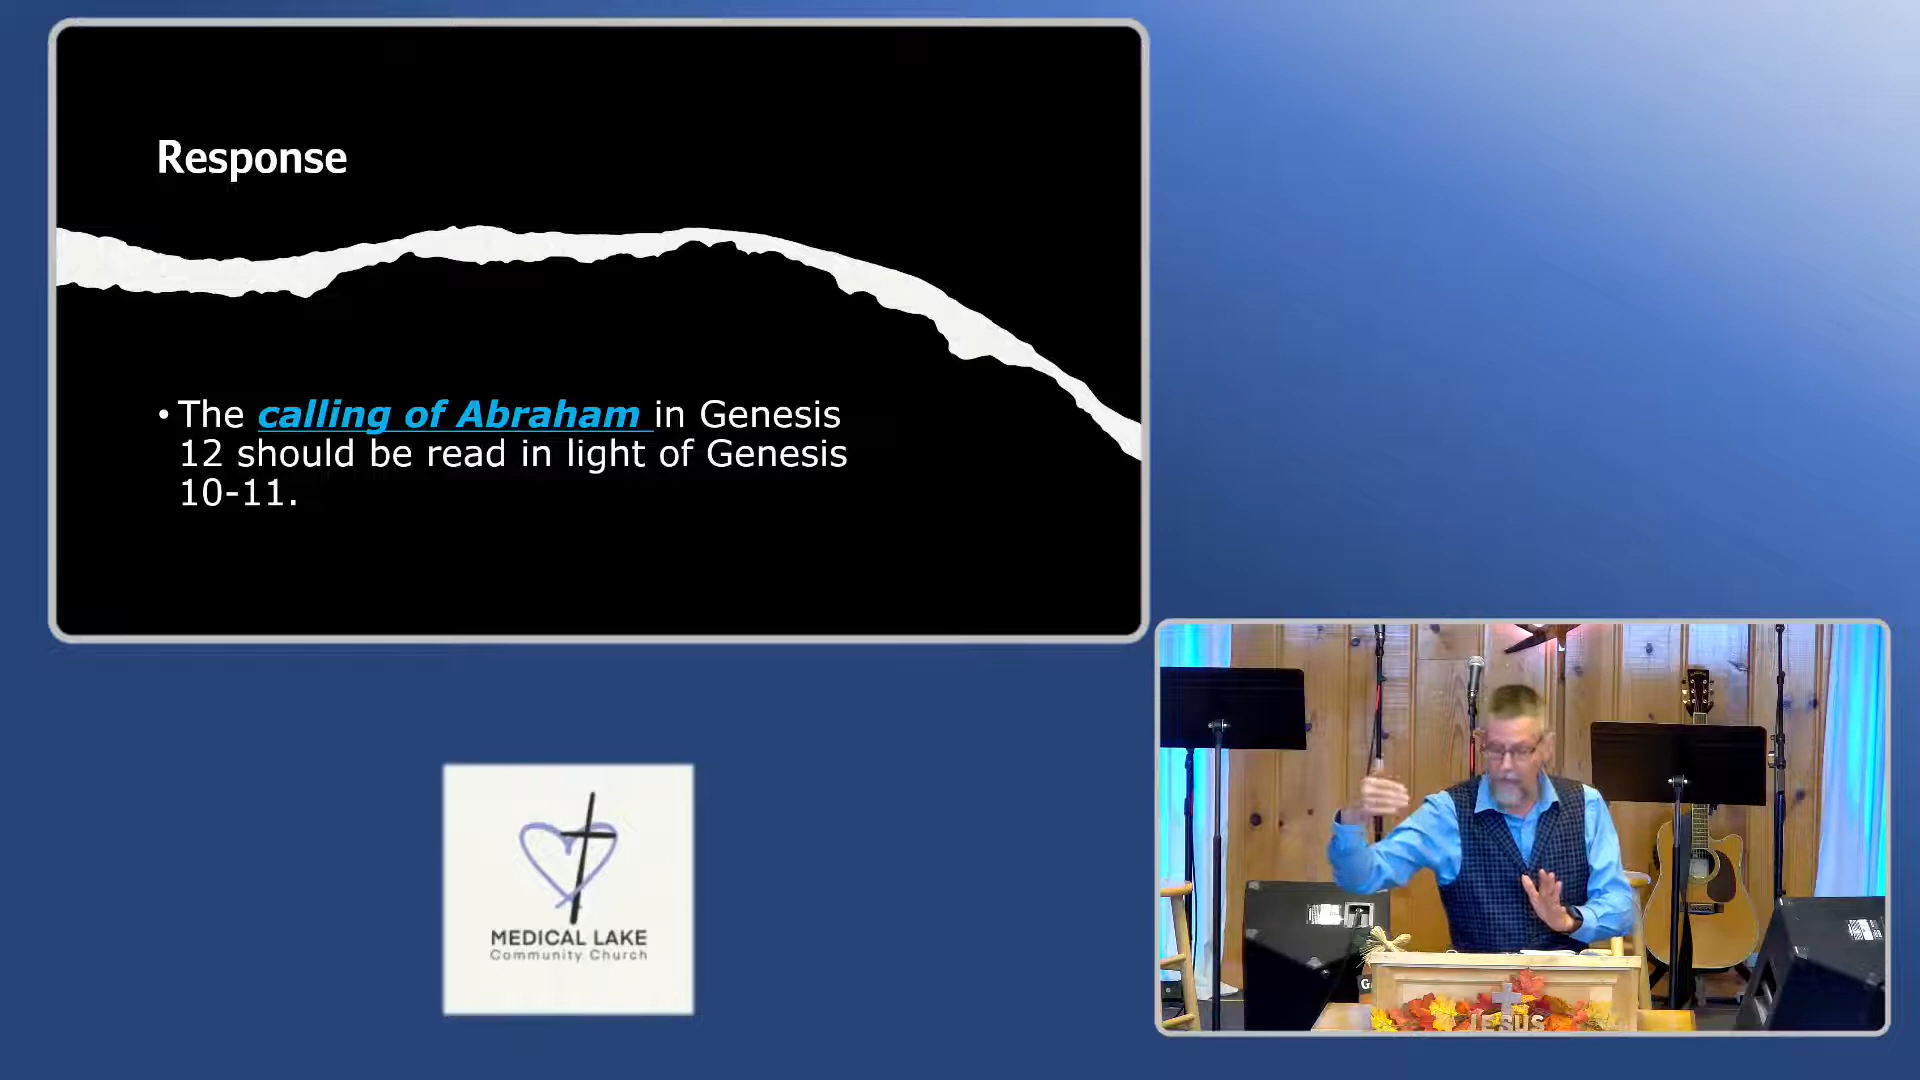 Response
• The calling of Abraham in Genesis
12 should be read in light of Genesis
10-11.
MEDICAL LAKE
Community Church
JESUS